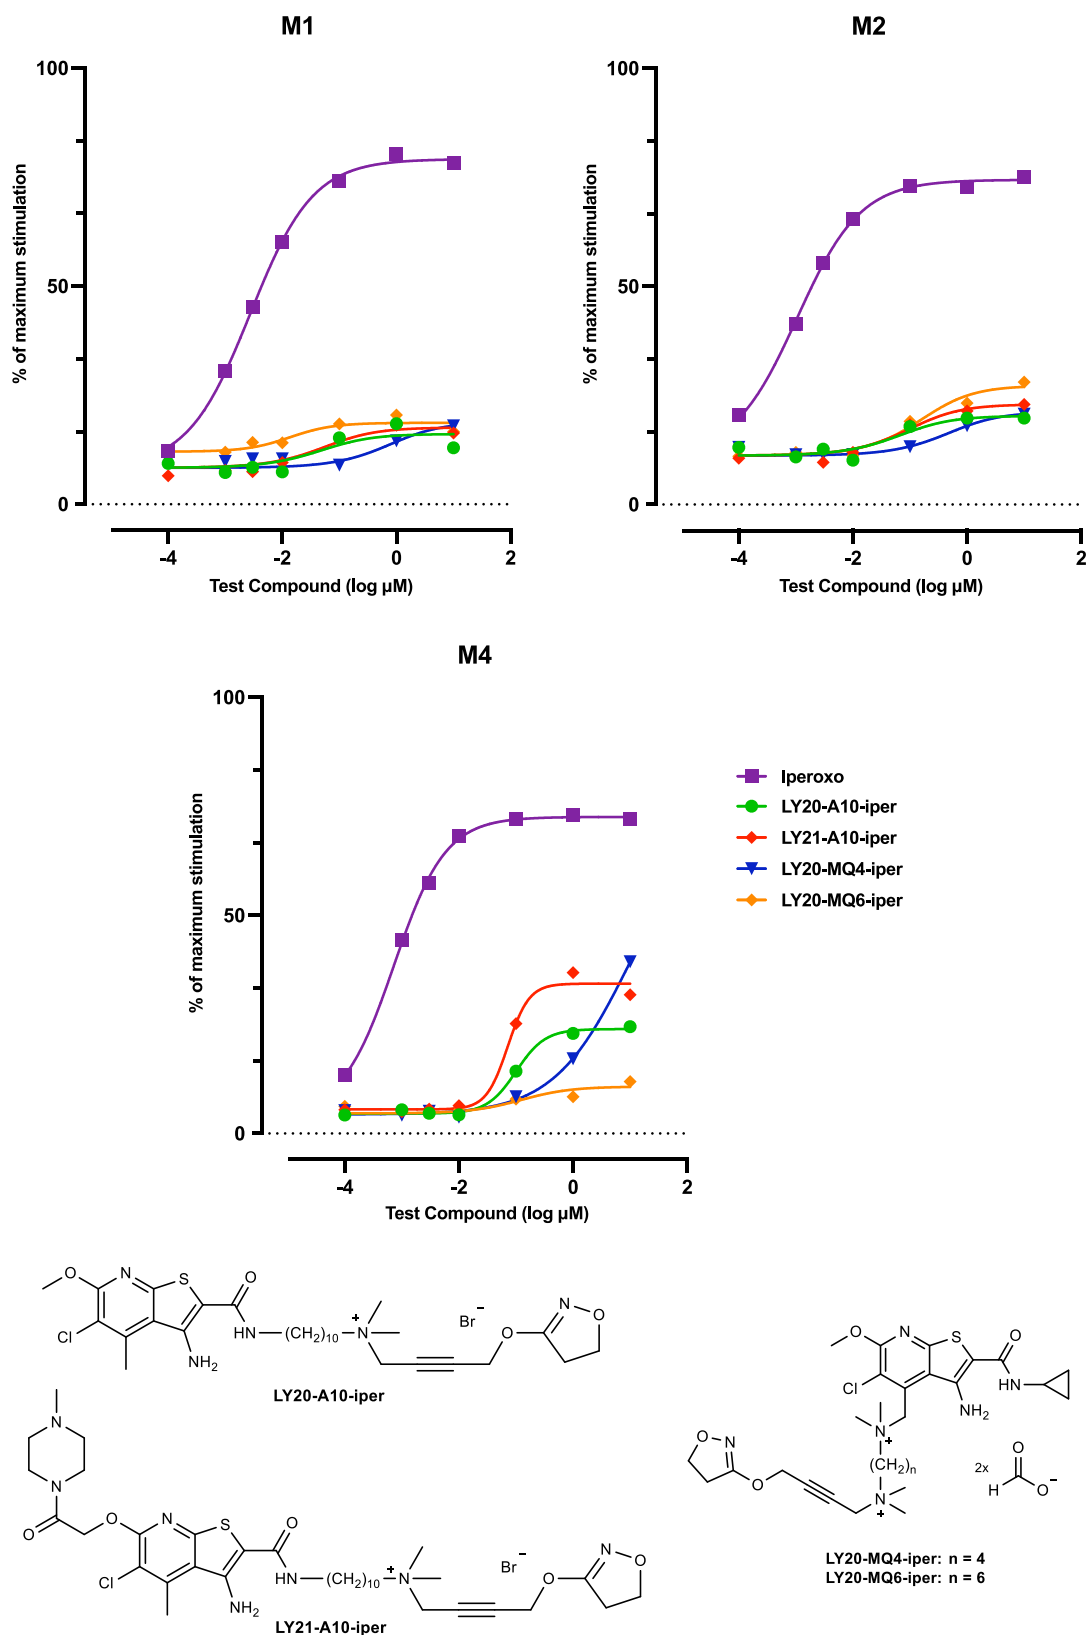 M1
100
50
0
% of maximum stimulation
-4 -2 0 2
Test Compound (log µM)
M2
100
50
0
% of maximum stimulation
-4 -2 0 2
Test Compound (log µM)
M4
100
50
0
% of maximum stimulation
-4 -2 0 2
Test Compound (log µM)
Iperoxo
LY20-A10-iper
LY21-A10-iper
LY20-MQ4-iper
LY20-MQ6-iper
O N S O
Cl NH2 NH (CH2)10 N+ Br− O N O
LY20-A10-iper
N N O O N S O
Cl NH2 NH (CH2)10 N+ Br− O N O
LY21-A10-iper
O N S O
Cl NH2 NH
N+
(CH2)n
N+
O N O
2x H O O−
LY20-MQ4-iper: n = 4
LY20-MQ6-iper: n = 6